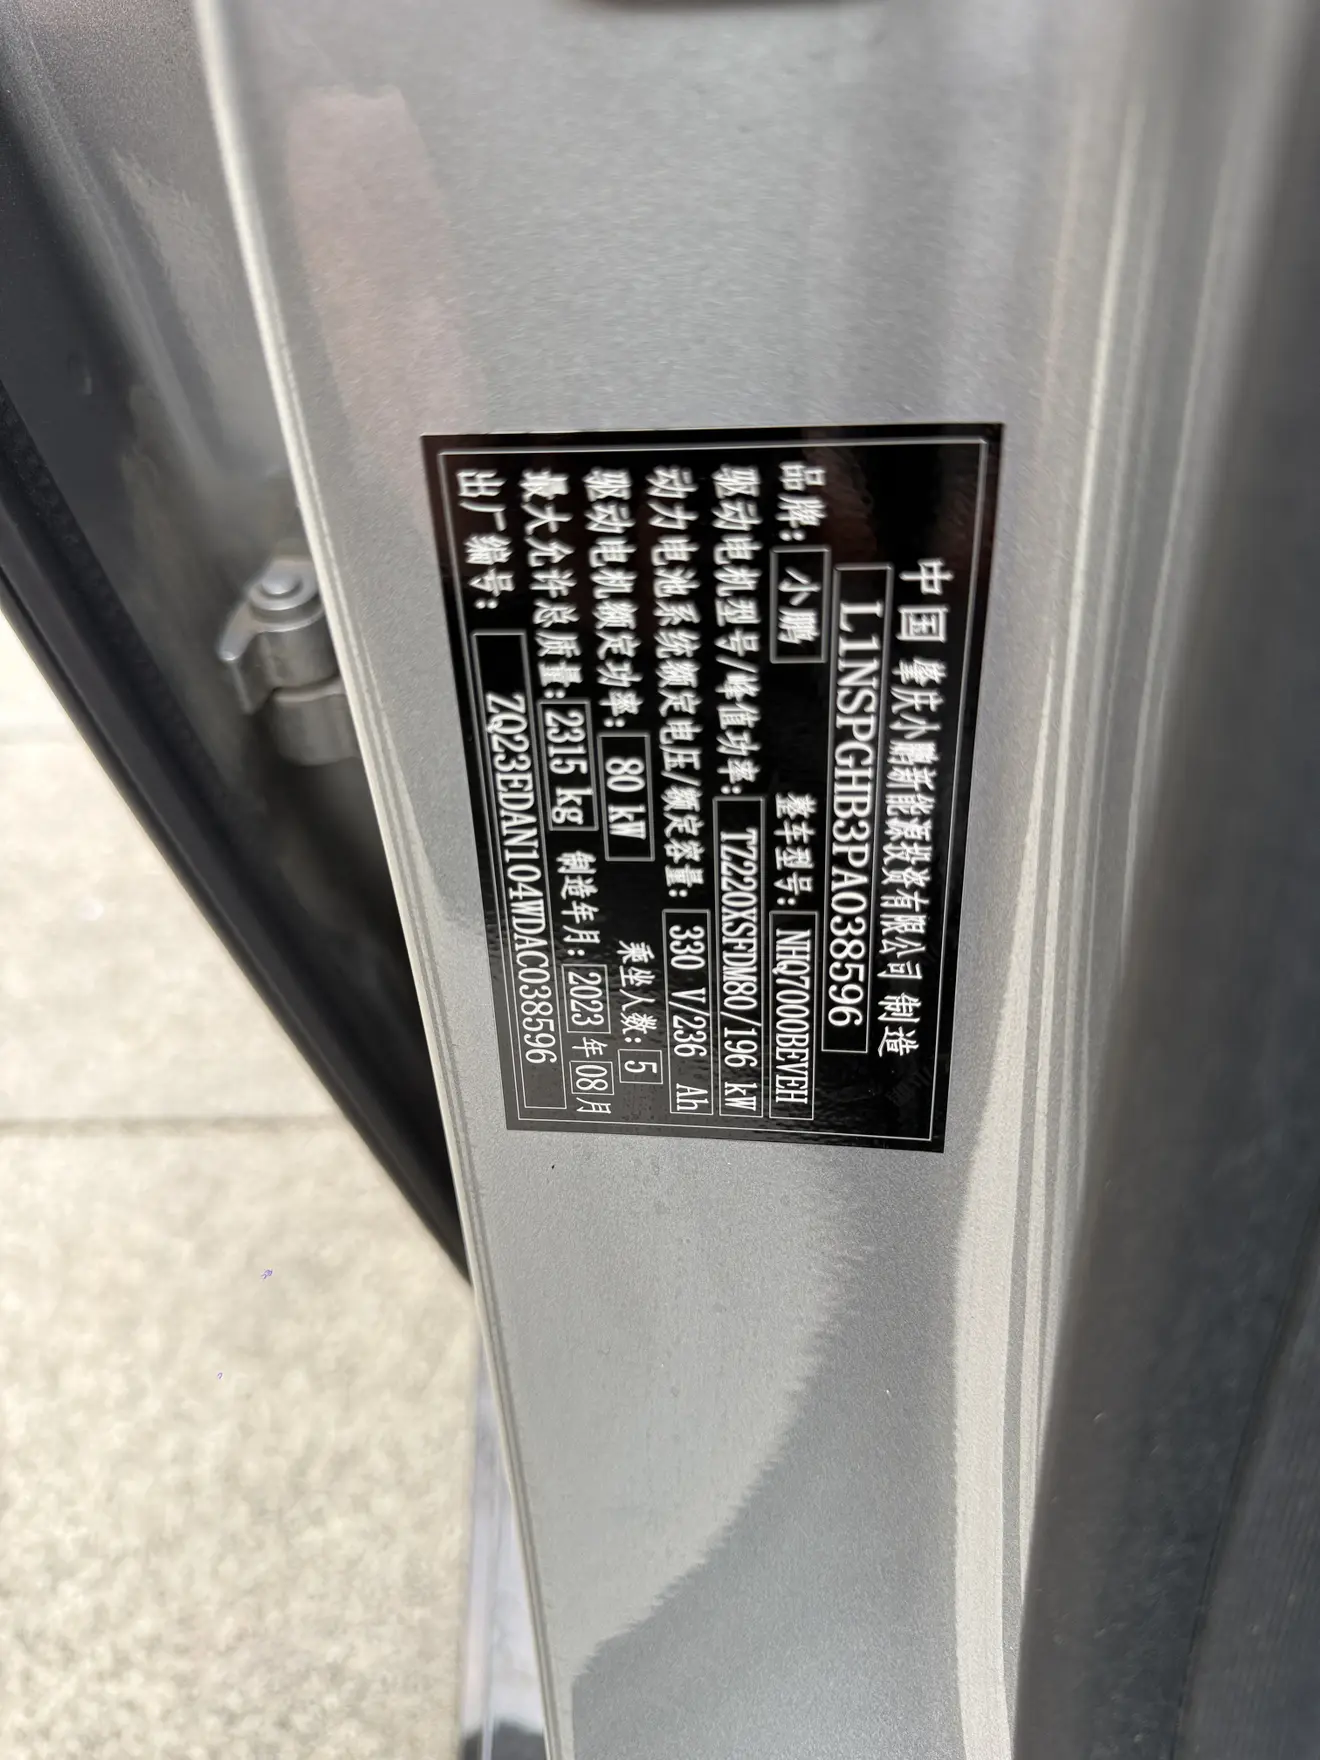 中国 肇庆小鹏新能源投资有限公司 制造
L1NSPGHB3PA038596
品牌: 小鹏 整车型号: NHQ7000BEVEH
驱动电机型号/峰值功率: TZ220XSFDM80/196 kW
动力电池系统额定电压/额定容量: 330 V/236 Ah
驱动电机额定功率: 80 kW 乘坐人数: 5
最大允许总质量: 2315 kg 制造年月: 2023 年 08 月
出厂编号: ZQ23EDAN104WDAC038596